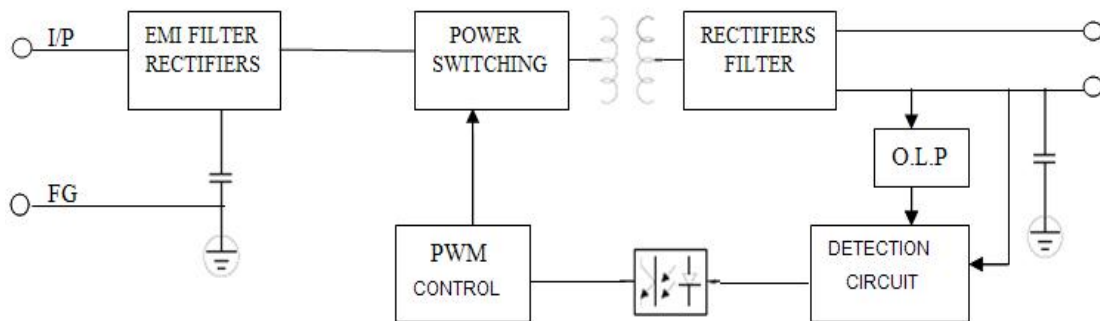 I/P
EMI FILTER
RECTIFIERS
POWER
SWITCHING
RECTIFIERS
FILTER
O.L.P
FG
PWM
CONTROL
DETECTION
CIRCUIT